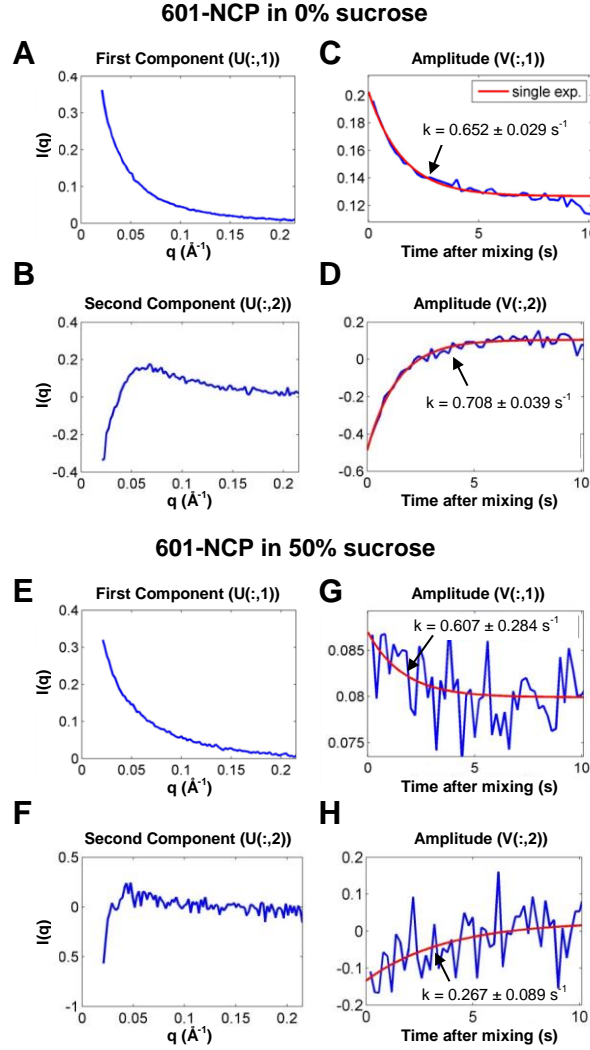 601-NCP in 0% sucrose
A
First Component (U(:,1))
0.4
0.3
0.2
0.1
0
I(q)
0 0.05 0.1 0.15 0.2
q (Å-1)
C
Amplitude (V(:,1))
0.2
0.18
0.16
0.14
0.12
single exp.
k = 0.652 ± 0.029 s-1
0 5 10
Time after mixing (s)
B
Second Component (U(:,2))
0.4
0.2
0
-0.2
-0.4
I(q)
0 0.05 0.1 0.15 0.2
q (Å-1)
D
Amplitude (V(:,2))
0.2
0
-0.2
-0.4
-0.6
k = 0.708 ± 0.039 s-1
0 5 10
Time after mixing (s)
601-NCP in 50% sucrose
E
First Component (U(:,1))
0.4
0.3
0.2
0.1
0
I(q)
0 0.05 0.1 0.15 0.2
q (Å-1)
G
Amplitude (V(:,1))
k = 0.607 ± 0.284 s-1
0.085
0.08
0.075
0 5 10
Time after mixing (s)
F
Second Component (U(:,2))
0.5
0
-1
I(q)
0 0.05 0.1 0.15 0.2
q (Å-1)
H
Amplitude (V(:,2))
0.2
0.1
0
-0.1
-0.2
k = 0.267 ± 0.089 s-1
0 5 10
Time after mixing (s)